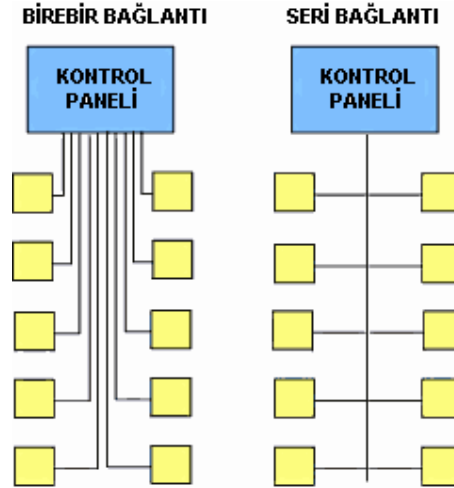 BİREBİR BAĞLANTI
KONTROL
PANELİ
SERİ BAĞLANTI
KONTROL
PANELİ